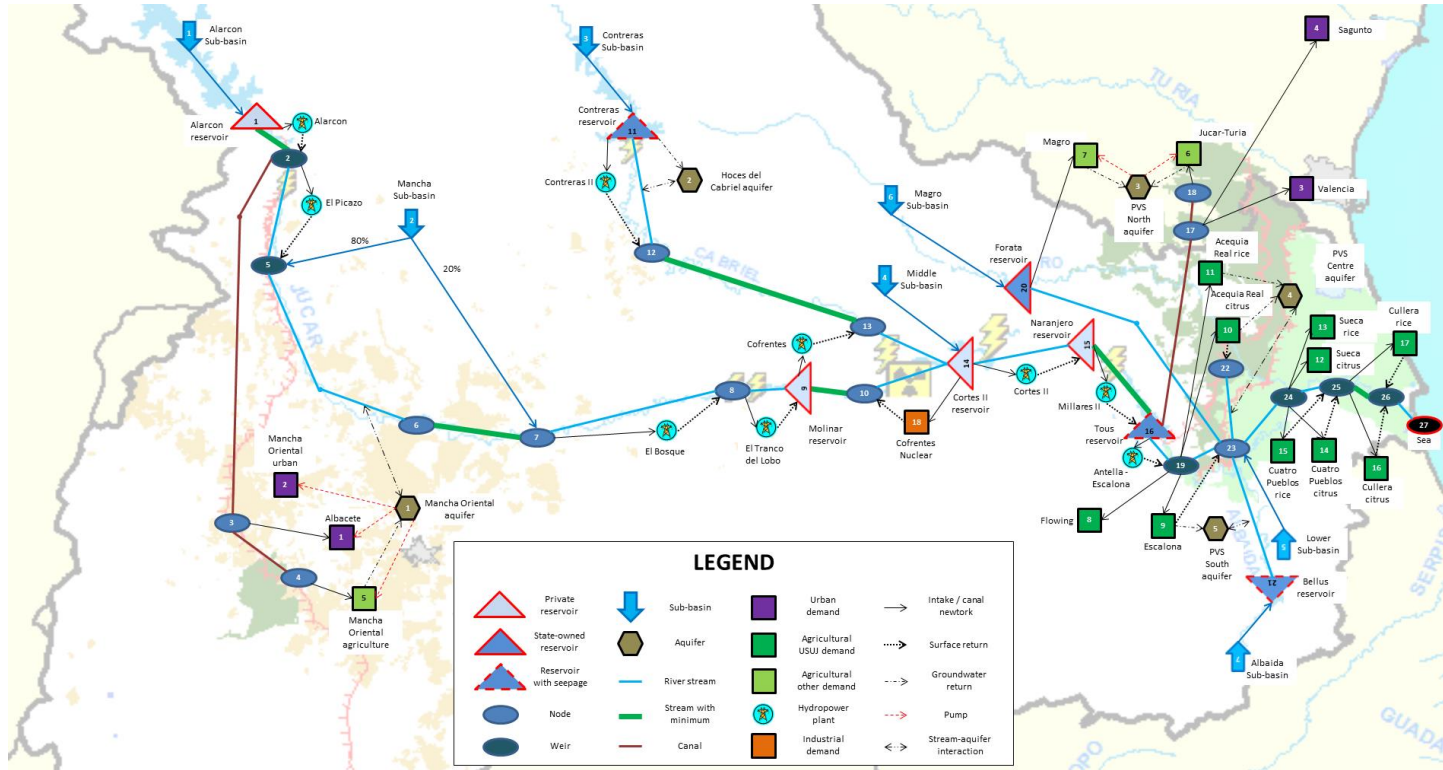 1
Alarcon
Sub-basin
Alarcon
reservoir
1
Alarcon
2
El Picazo
Mancha
Sub-basin
2
80%
20%
5
JUCAR
3
Contreras
Sub-basin
Contreras
reservoir
11
Contreras II
2
Hoces del
Cabriel aquifer
12
CABRIEL
4
Sagunto
TURIA
Jucar-Turia
Magro
7
6
3
PVS
North
aquifer
18
17
3
Valencia
6
Magro
Sub-basin
Forata
reservoir
20
4
Middle
Sub-basin
Acequia
Real rice
11
PVS
Centre
aquifer
4
Acequia Real
citrus
10
Sueca
rice
13
Cullera
rice
17
Sueca
citrus
12
13
Cofrentes
Naranjero
reservoir
15
14
Cortes II
reservoir
Cortes II
Millares II
22
24
25
26
27
Sea
6
7
8
9
10
El Bosque
El Tranco
del Lobo
Molinar
reservoir
18
Cofrentes
Nuclear
Tous
reservoir
16
Antella -
Escalona
19
23
15
Cuatro
Pueblos
rice
14
Cuatro
Pueblos
citrus
16
Cullera
citrus
Flowing
8
9
Escalona
5
PVS
South
aquifer
5
Lower
Sub-basin
21
Bellus
reservoir
7
Albaida
Sub-basin
SERPI
GUADA
Mancha
Oriental
urban
2
Albacete
1
1
Mancha Oriental
aquifer
3
4
5
Mancha
Oriental
agriculture
LEGEND
Private
reservoir
Sub-basin
Urban
demand
Intake / canal
newtork
State-owned
reservoir
Aquifer
Agricultural
USUJ demand
Surface return
Reservoir
with seepage
River stream
Agricultural
other demand
Groundwater
return
Node
Stream with
minimum
Hydropower
plant
Pump
Weir
Canal
Industrial
demand
Stream-aquifer
interaction